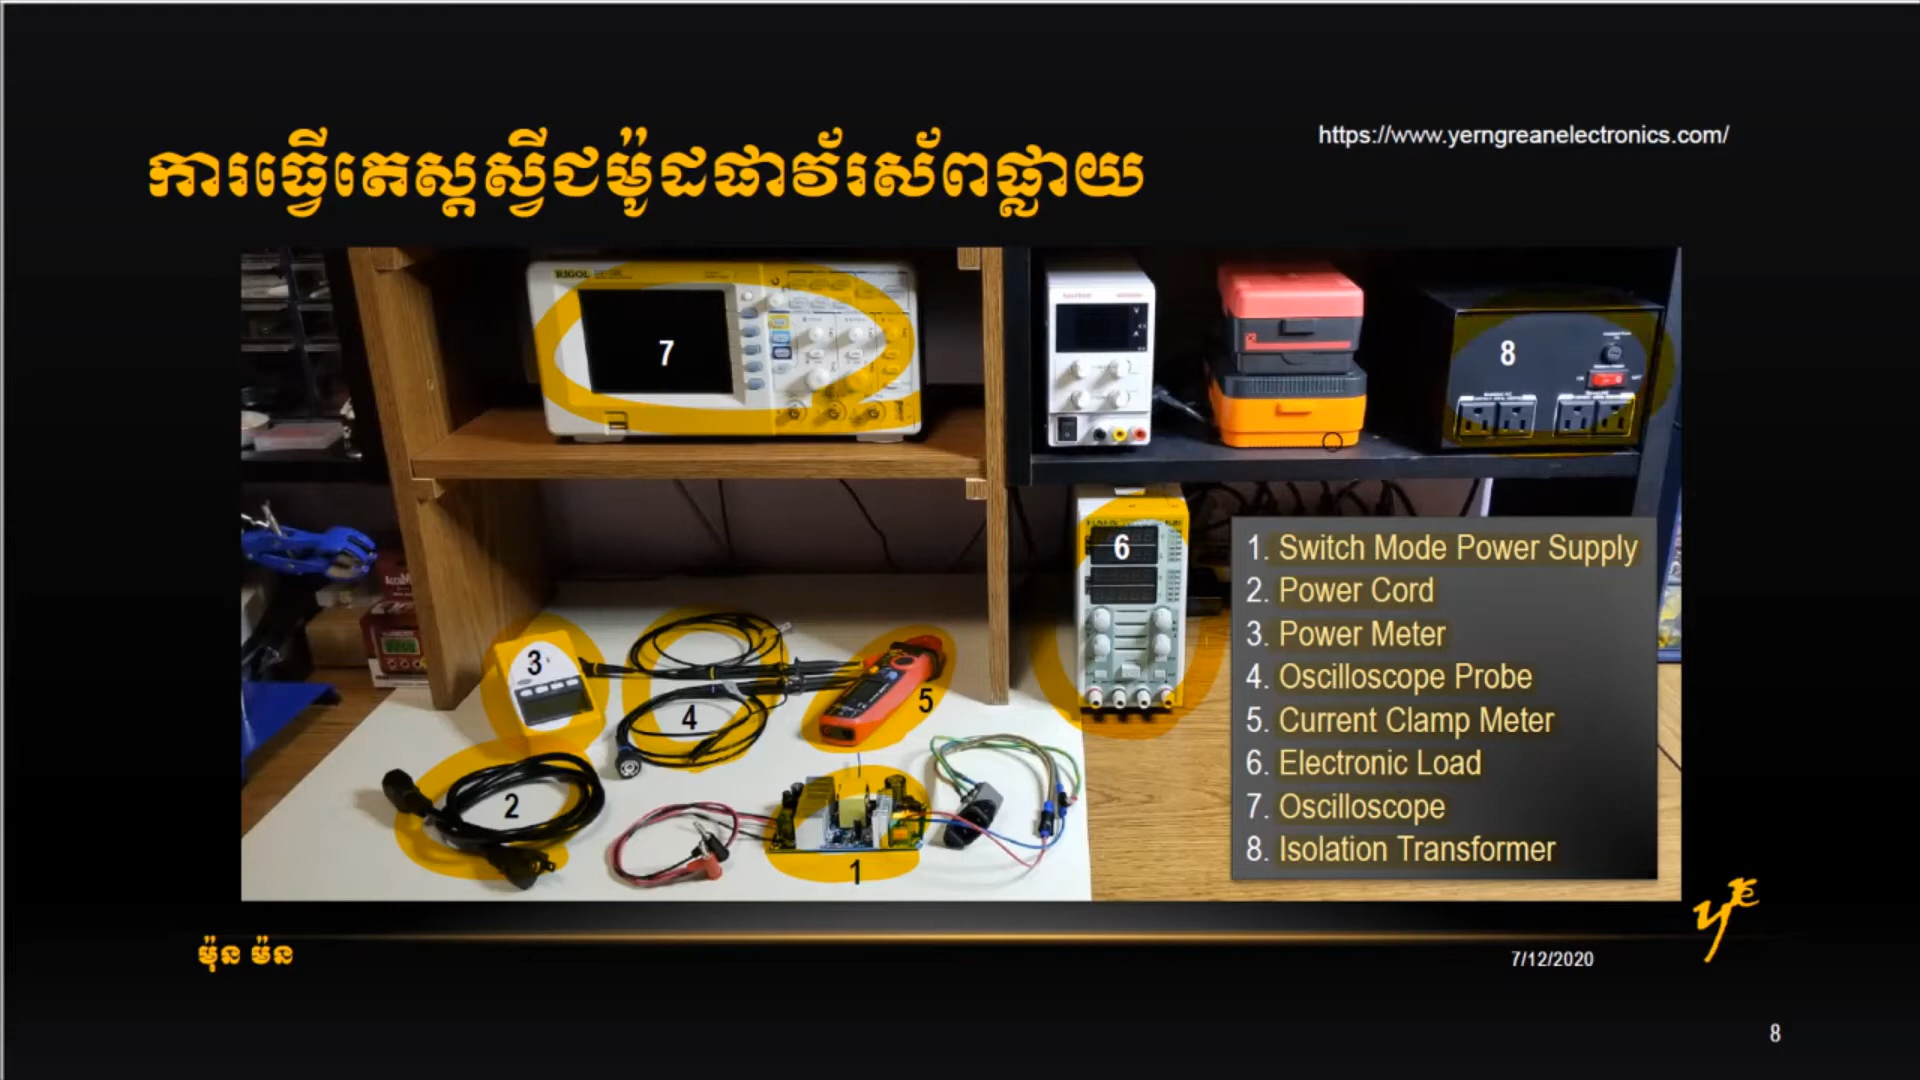 ការធ្វើតេស្តស្វីជម៉ូដផាវ័រស័ពផ្លាយ
https://www.yerngreanelectronics.com/
RIGOL
7
8
6
1. Switch Mode Power Supply
2. Power Cord
3. Power Meter
4. Oscilloscope Probe
5. Current Clamp Meter
6. Electronic Load
7. Oscilloscope
8. Isolation Transformer
3
4
5
2
1
ម៉ុន ម៉ន
7/12/2020
8